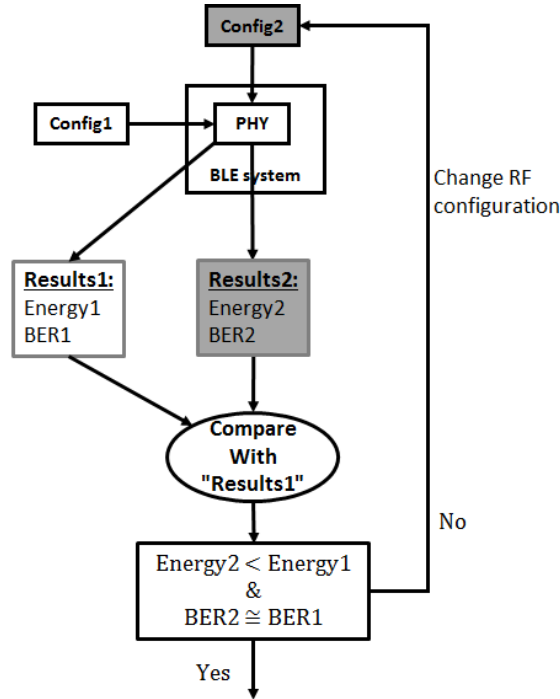 Config2
Config1
PHY
BLE system
Change RF
configuration
Results1:
Energy1
BER1
Results2:
Energy2
BER2
Compare
With
"Results1"
No
Energy2 < Energy1
&
BER2 ≅ BER1
Yes